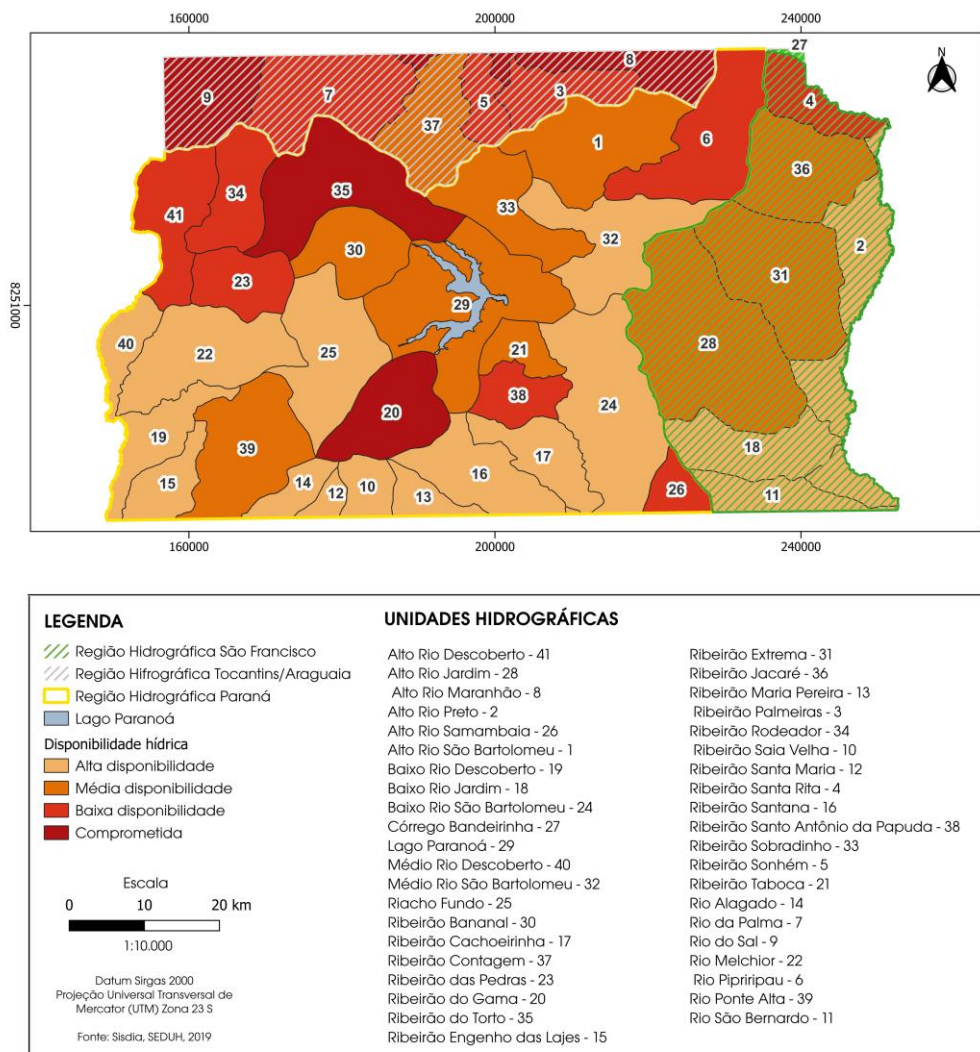 160000 200000 240000
27
N
8
9 7 5 3 4
37
1 6
36
35
34 33
41 2
32
30
31
23
8251000
29
40 22 25 21 28
38
20 24
19 39 18
17
15 14 16
12 10 13 26 11
160000 200000 240000
LEGENDA
Região Hidrográfica São Francisco
Região Hifrográfica Tocantins/Araguaia
Região Hidrográfica Paraná
Lago Paranoá
Disponibilidade hídrica
Alta disponibilidade
Média disponibilidade
Baixa disponibilidade
Comprometida
Escala
0 10 20 km
1:10.000
Datum Sirgas 2000
Projeção Universal Transversal de
Mercator (UTM) Zona 23 S
Fonte: Sisdia, SEDUH, 2019
UNIDADES HIDROGRÁFICAS
Alto Rio Descoberto - 41
Alto Rio Jardim - 28
Alto Rio Maranhão - 8
Alto Rio Preto - 2
Alto Rio Samambaia - 26
Alto Rio São Bartolomeu - 1
Baixo Rio Descoberto - 19
Baixo Rio Jardim - 18
Baixo Rio São Bartolomeu - 24
Córrego Bandeirinha - 27
Lago Paranoá - 29
Médio Rio Descoberto - 40
Médio Rio São Bartolomeu - 32
Riacho Fundo - 25
Ribeirão Bananal - 30
Ribeirão Cachoeirinha - 17
Ribeirão Contagem - 37
Ribeirão das Pedras - 23
Ribeirão do Gama - 20
Ribeirão do Torto - 35
Ribeirão Engenho das Lajes - 15
Ribeirão Extrema - 31
Ribeirão Jacaré - 36
Ribeirão Maria Pereira - 13
Ribeirão Palmeiras - 3
Ribeirão Rodeador - 34
Ribeirão Saia Velha - 10
Ribeirão Santa Maria - 12
Ribeirão Santa Rita - 4
Ribeirão Santana - 16
Ribeirão Santo Antônio da Papuda - 38
Ribeirão Sobradinho - 33
Ribeirão Sonhém - 5
Ribeirão Taboca - 21
Rio Alagado - 14
Rio da Palma - 7
Rio do Sal - 9
Rio Melchior - 22
Rio Pipriripau - 6
Rio Ponte Alta - 39
Rio São Bernardo - 11